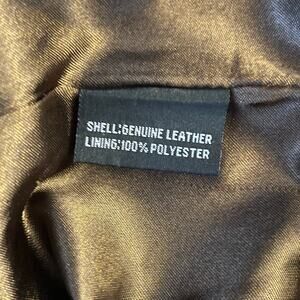 SHELL:GENUINE LEATHER
LINING:100% POLYESTER